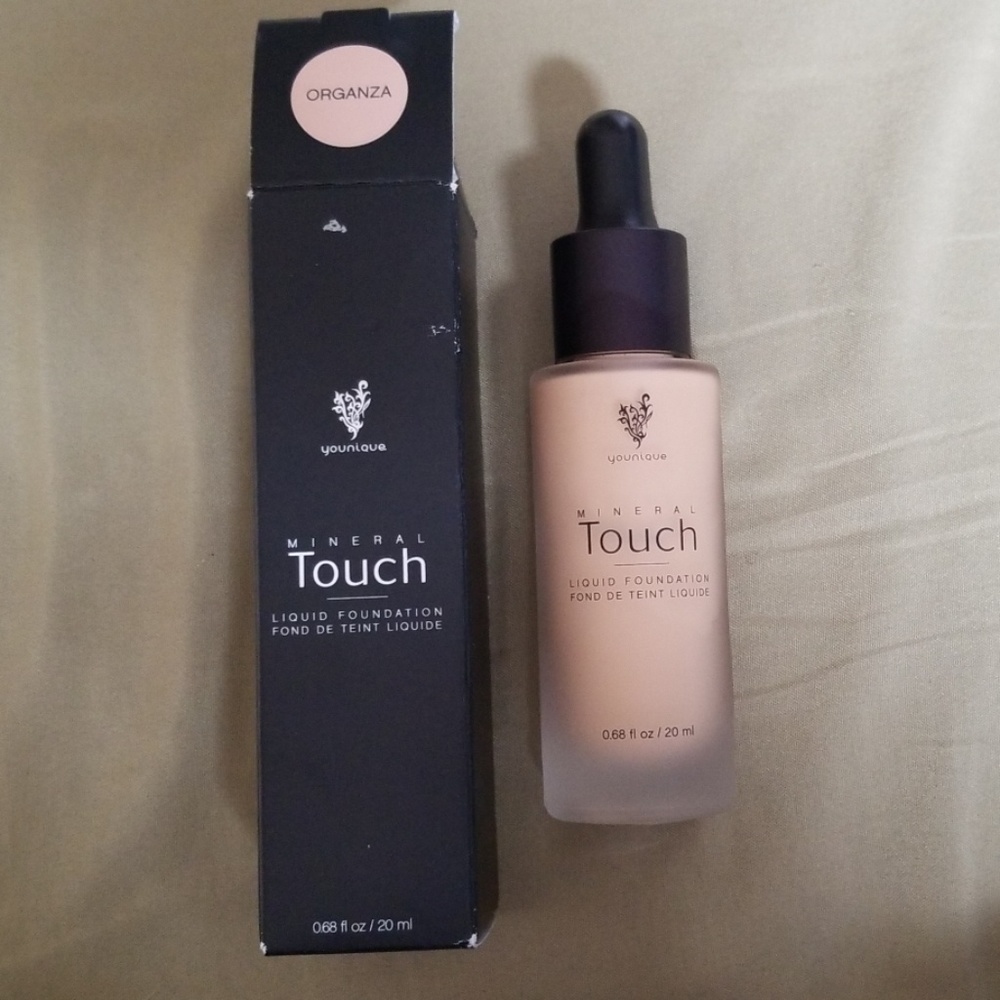 ORGANZA
younique
MINERAL
Touch
LIQUID FOUNDATION
FOND DE TEINT LIQUIDE
0.68 fl oz / 20 ml
younique
MINERAL
Touch
LIQUID FOUNDATION
FOND DE TEINT LIQUIDE
0.68 fl oz / 20 ml